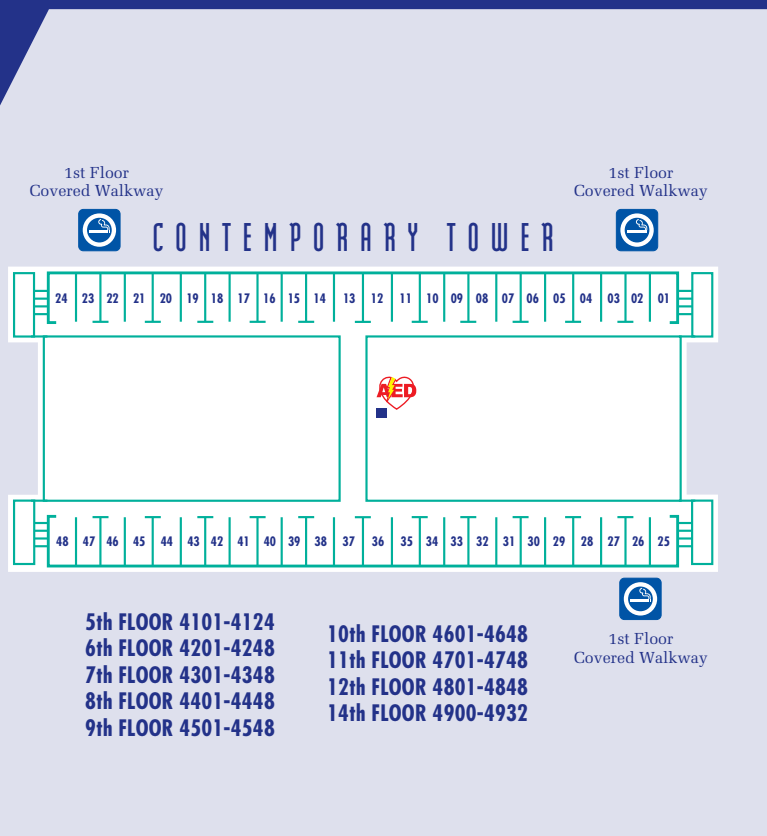 1st Floor
Covered Walkway
1st Floor
Covered Walkway
CONTEMPORARY TOWER
24 23 22 21 20 19 18 17 16 15 14 13 12 11 10 09 08 07 06 05 04 03 02 01
AED
48 47 46 45 44 43 42 41 40 39 38 37 36 35 34 33 32 31 30 29 28 27 26 25
5th FLOOR 4101-4124
6th FLOOR 4201-4248
7th FLOOR 4301-4348
8th FLOOR 4401-4448
9th FLOOR 4501-4548
10th FLOOR 4601-4648
11th FLOOR 4701-4748
12th FLOOR 4801-4848
14th FLOOR 4900-4932
1st Floor
Covered Walkway